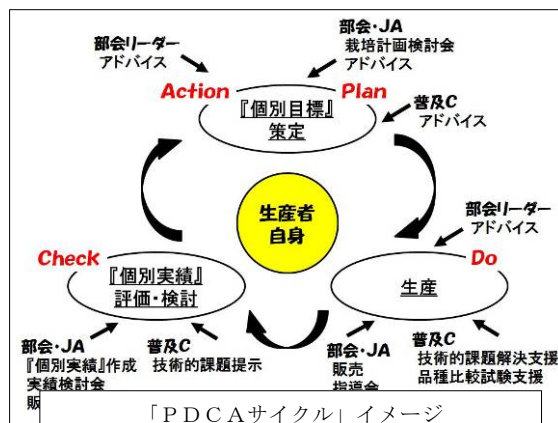 部会リーダー
アドバイス
部会・JA
栽培計画検討会
アドバイス
Action
Plan
『個別目標』
策定
普及C
アドバイス
生産者
自身
部会リーダー
アドバイス
Check
『個別実績』
評価・検討
Do
生産
部会・JA
『個別実績』作成
実績検討会
販
普及C
技術的課題提示
部会・JA
販売
指導会
普及C
技術的課題解決支援
品種比較試験支援
「PDCAサイクル」イメージ